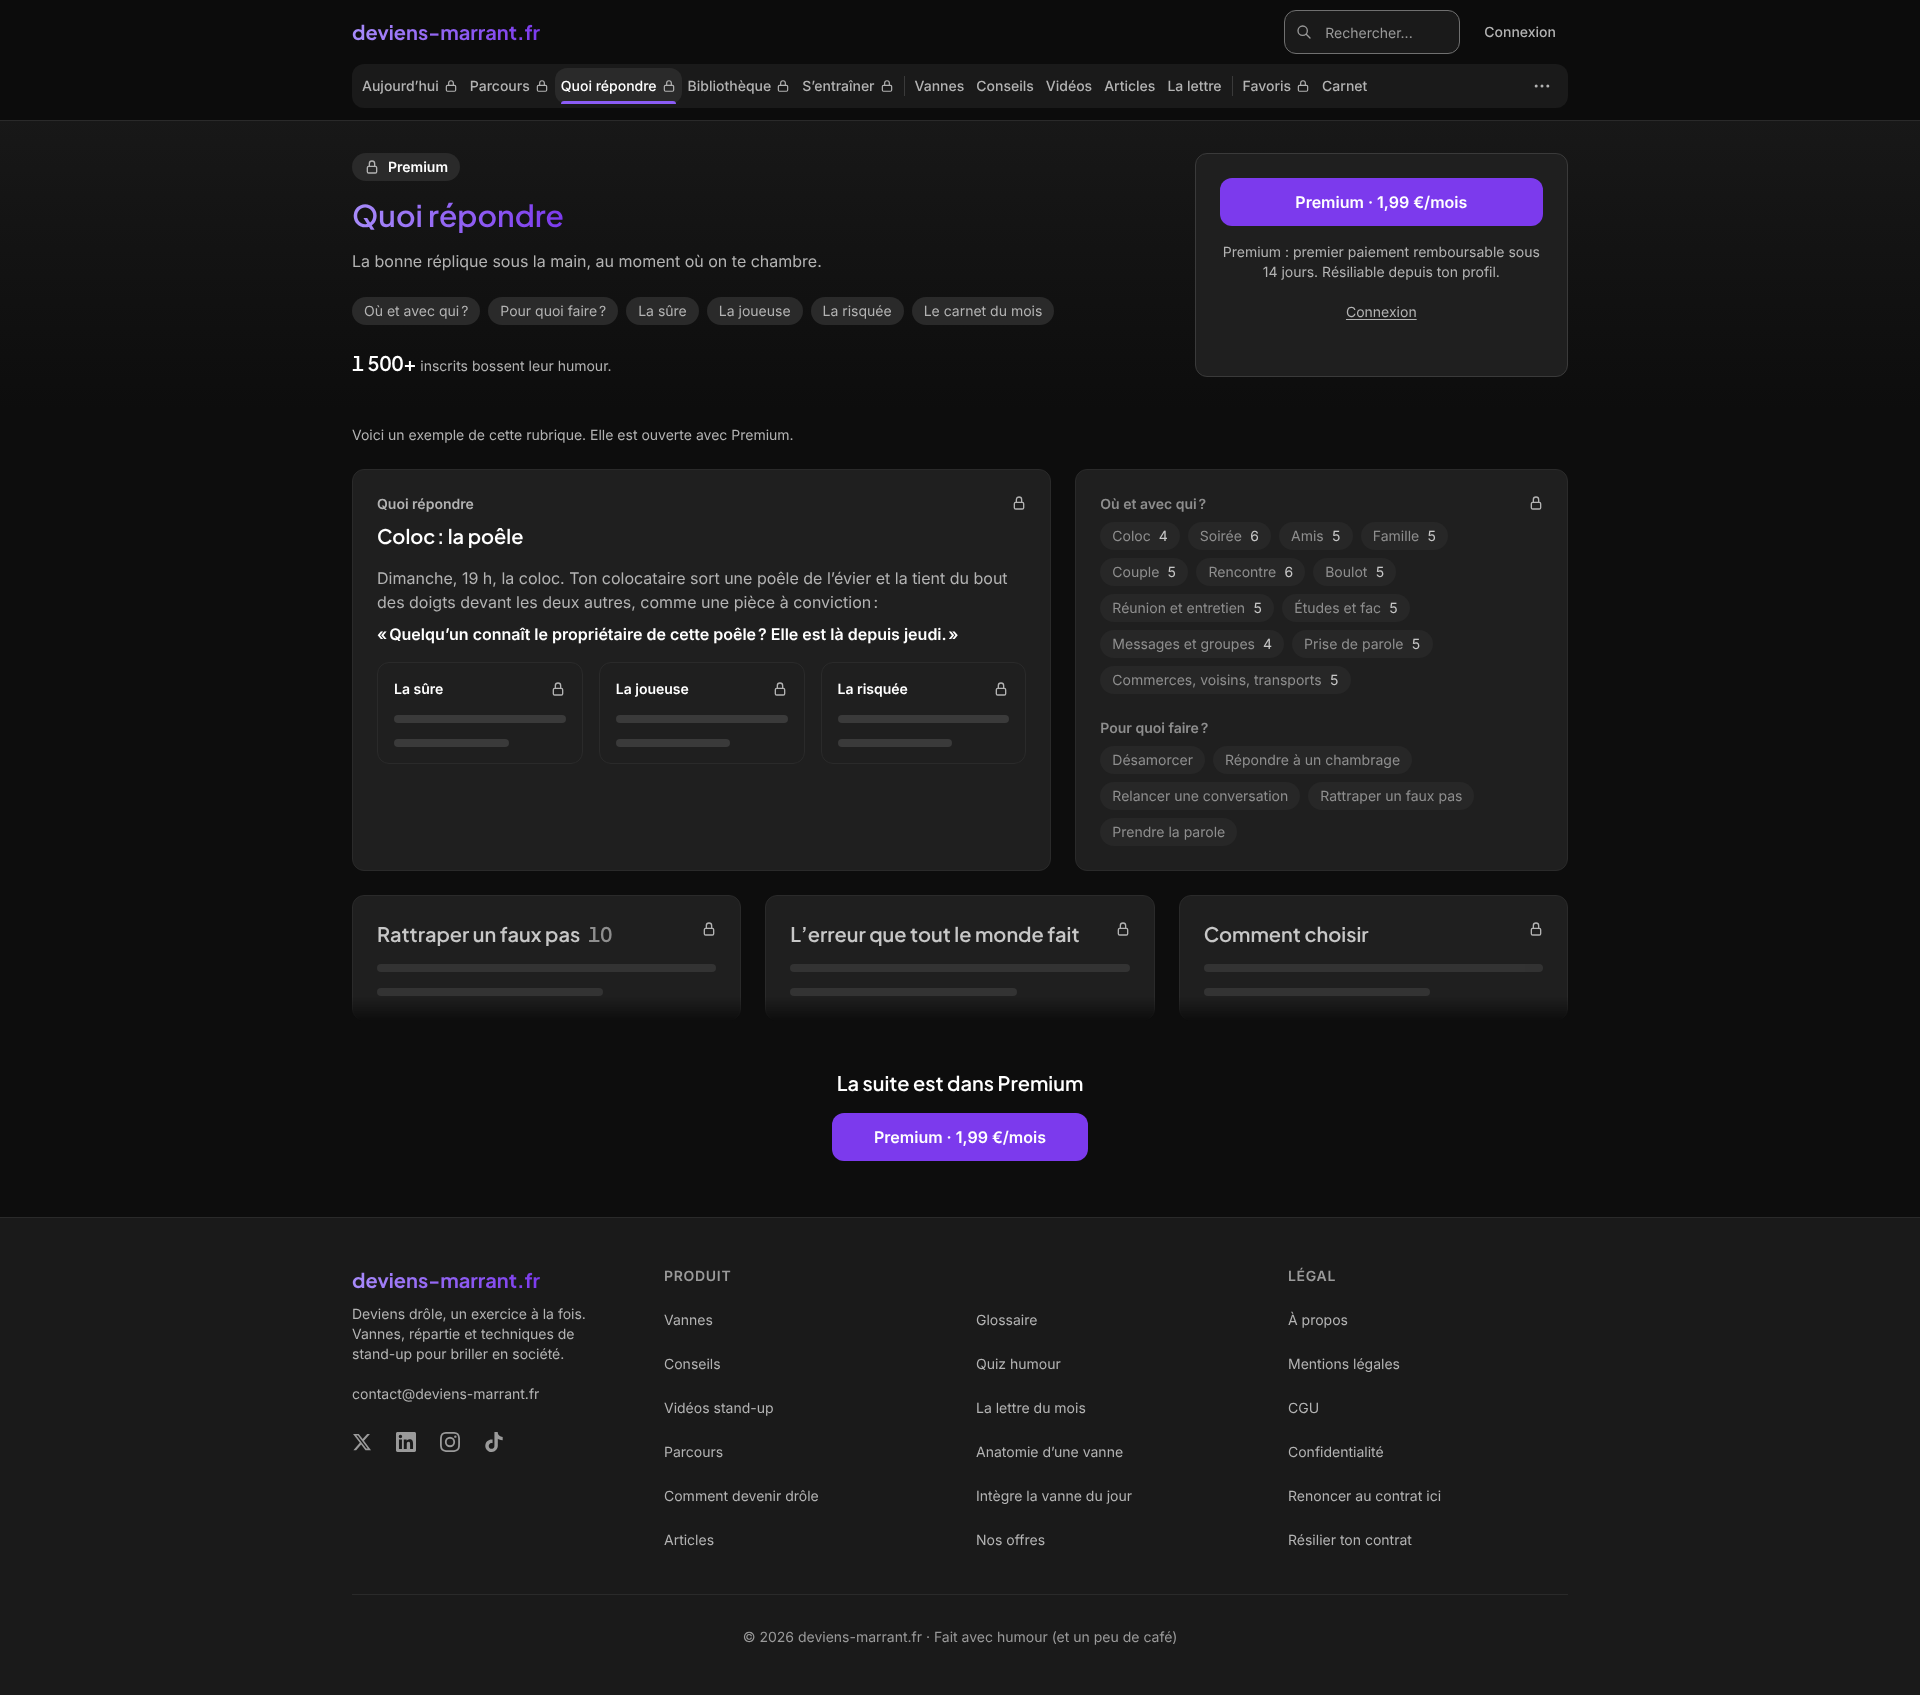 deviens-marrant.fr
Rechercher...
Connexion
Aujourd’hui
Parcours
Quoi répondre
Bibliothèque
S’entraîner
Vannes
Conseils
Vidéos
Articles
La lettre
Favoris
Carnet
Premium
Quoi répondre
La bonne réplique sous la main, au moment où on te chambre.
Où et avec qui ?
Pour quoi faire ?
La sûre
La joueuse
La risquée
Le carnet du mois
1 500+ inscrits bossent leur humour.
Premium · 1,99 €/mois
Premium : premier paiement remboursable sous
14 jours. Résiliable depuis ton profil.
Connexion
Voici un exemple de cette rubrique. Elle est ouverte avec Premium.
Quoi répondre
Coloc : la poêle
Dimanche, 19 h, la coloc. Ton colocataire sort une poêle de l’évier et la tient du bout
des doigts devant les deux autres, comme une pièce à conviction :
« Quelqu’un connaît le propriétaire de cette poêle ? Elle est là depuis jeudi. »
La sûre
La joueuse
La risquée
Où et avec qui ?
Coloc 4
Soirée 6
Amis 5
Famille 5
Couple 5
Rencontre 6
Boulot 5
Réunion et entretien 5
Études et fac 5
Messages et groupes 4
Prise de parole 5
Commerces, voisins, transports 5
Pour quoi faire ?
Désamorcer
Répondre à un chambrage
Relancer une conversation
Rattraper un faux pas
Prendre la parole
Rattraper un faux pas 10
L’erreur que tout le monde fait
Comment choisir
La suite est dans Premium
Premium · 1,99 €/mois
deviens-marrant.fr
Deviens drôle, un exercice à la fois.
Vannes, répartie et techniques de
stand-up pour briller en société.
contact@deviens-marrant.fr
PRODUIT
Vannes
Conseils
Vidéos stand-up
Parcours
Comment devenir drôle
Articles
Glossaire
Quiz humour
La lettre du mois
Anatomie d’une vanne
Intègre la vanne du jour
Nos offres
LÉGAL
À propos
Mentions légales
CGU
Confidentialité
Renoncer au contrat ici
Résilier ton contrat
© 2026 deviens-marrant.fr · Fait avec humour (et un peu de café)